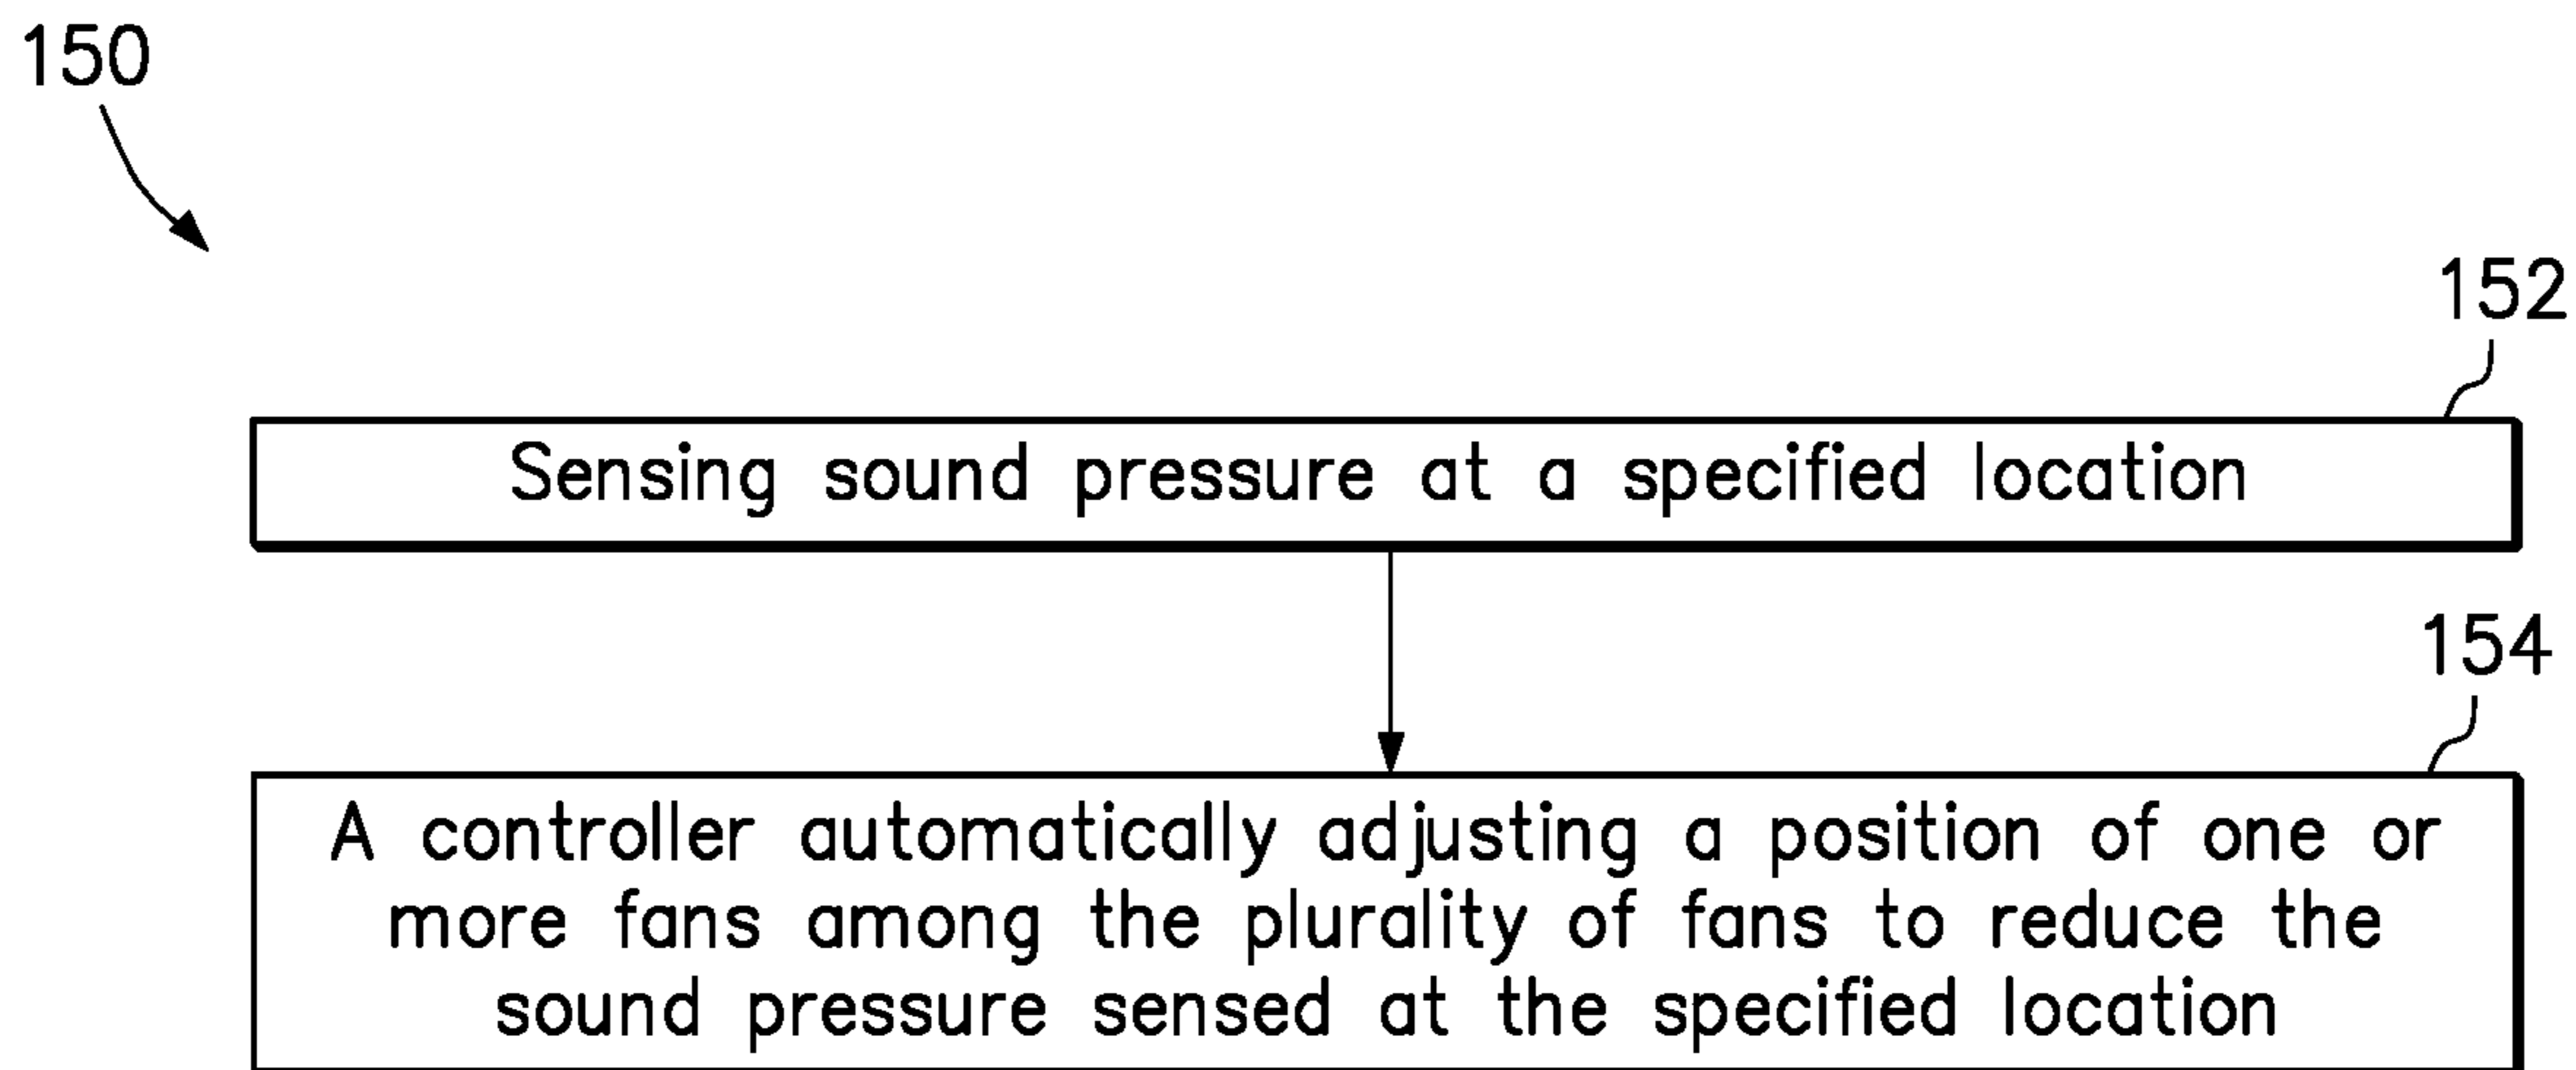 150
152
Sensing sound pressure at a specified location
154
A controller automatically adjusting a position of one or
more fans among the plurality of fans to reduce the
sound pressure sensed at the specified location